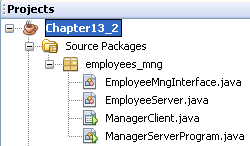 Projects
Chapter13_2
Source Packages
employees_mng
EmployeeMngInterface.java
EmployeeServer.java
ManagerClient.java
ManagerServerProgram.java